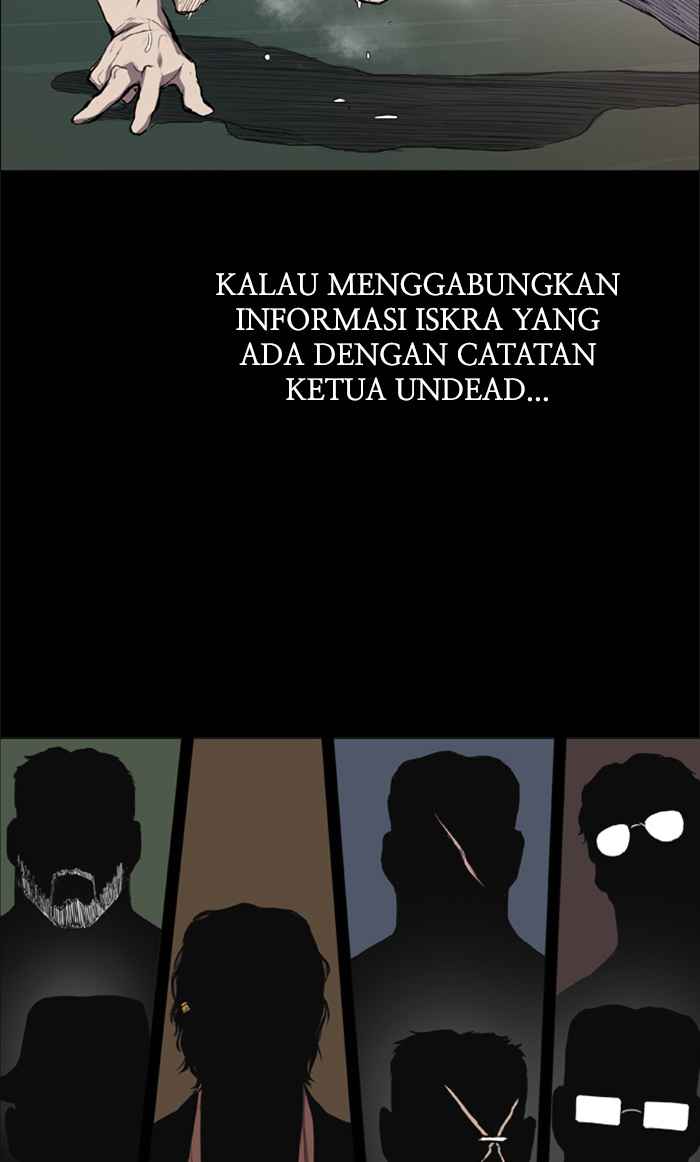 KALAU MENGGABUNGKAN
INFORMASI ISKRA YANG
ADA DENGAN CATATAN
KETUA UNDEAD...